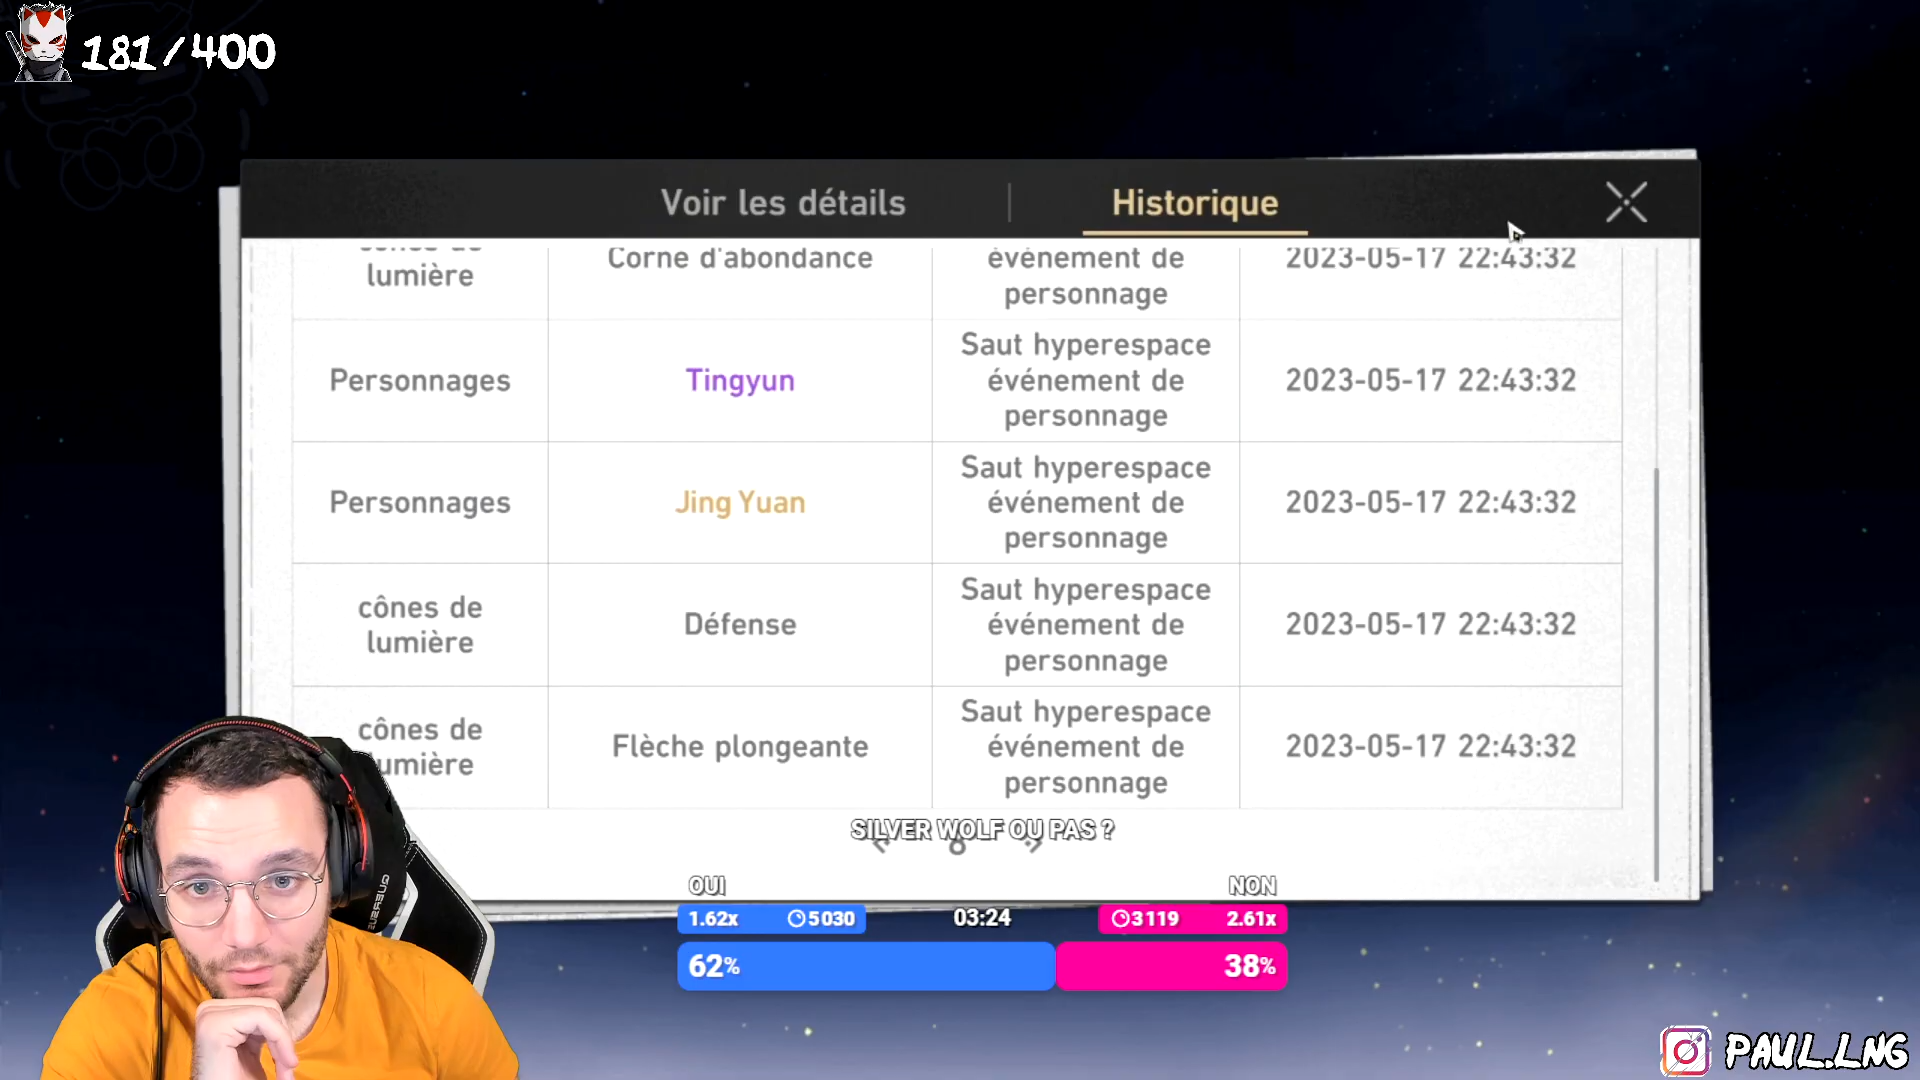 181/400
Voir les détails
Historique
cônes de
lumière
Corne d'abondance
événement de
personnage
2023-05-17 22:43:32
Personnages
Tingyun
Saut hyperespace
événement de
personnage
2023-05-17 22:43:32
Personnages
Jing Yuan
Saut hyperespace
événement de
personnage
2023-05-17 22:43:32
cônes de
lumière
Défense
Saut hyperespace
événement de
personnage
2023-05-17 22:43:32
cônes de
lumière
Flèche plongeante
Saut hyperespace
événement de
personnage
2023-05-17 22:43:32
SILVER WOLF OU PAS ?
OUI
NON
1.62x
5030
03:24
3119
2.61x
62%
38%
PAUL.LNG